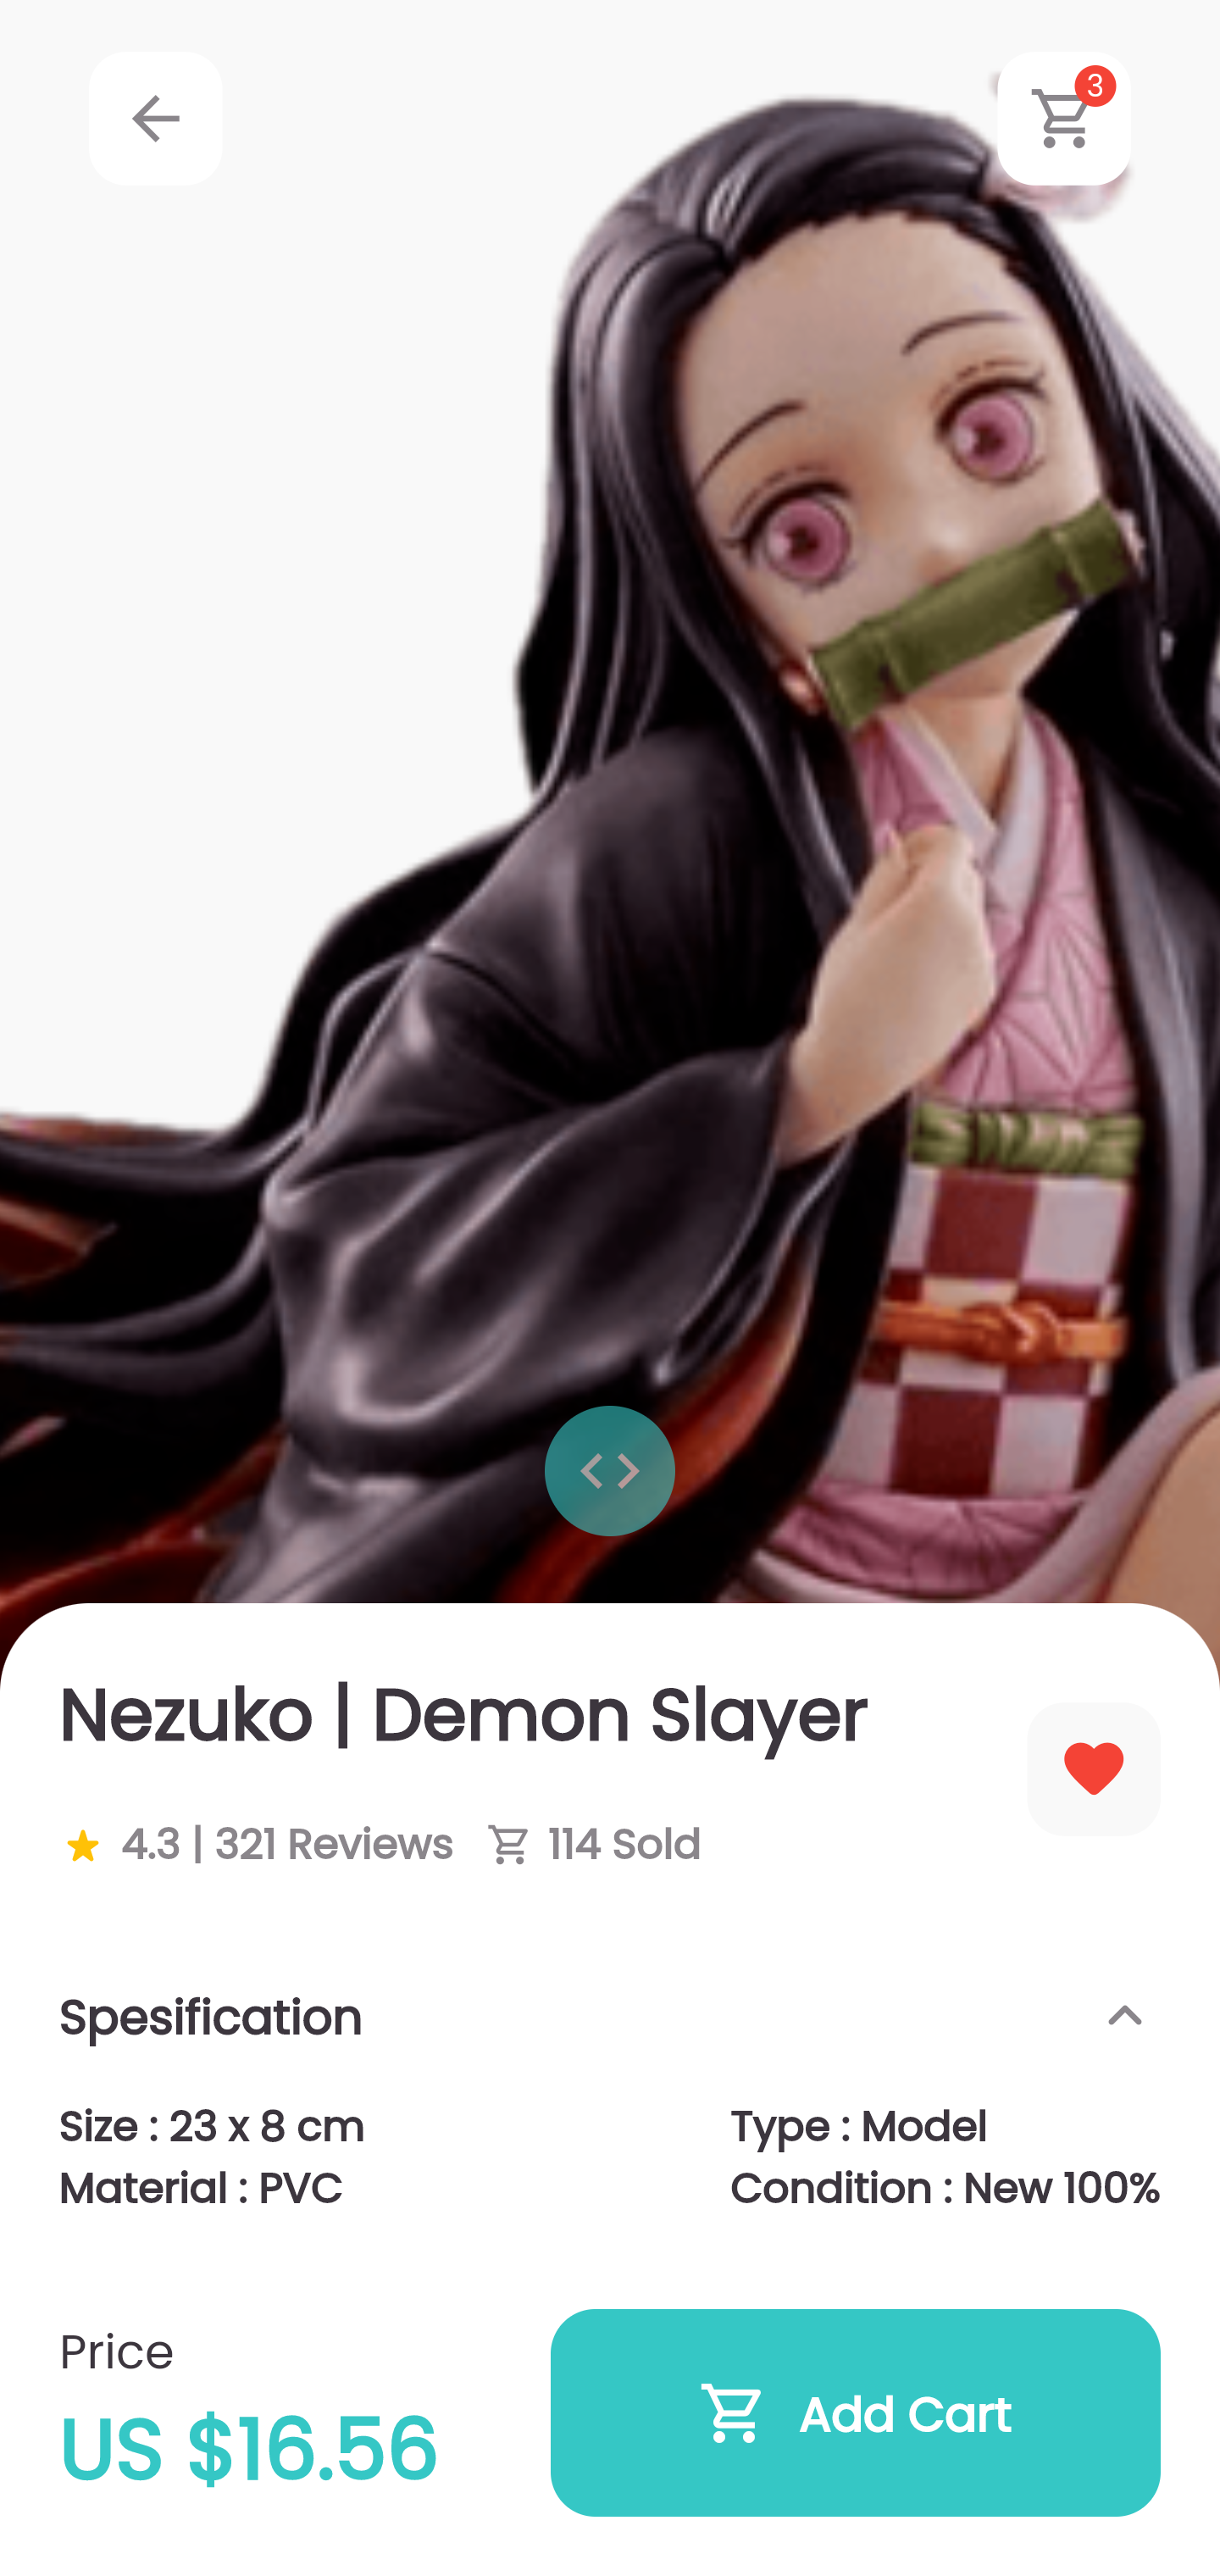 3
Nezuko | Demon Slayer
4.3 | 321 Reviews 114 Sold
Spesification
Size : 23 x 8 cm Type : Model
Material : PVC Condition : New 100%
Price
US $16.56
Add Cart